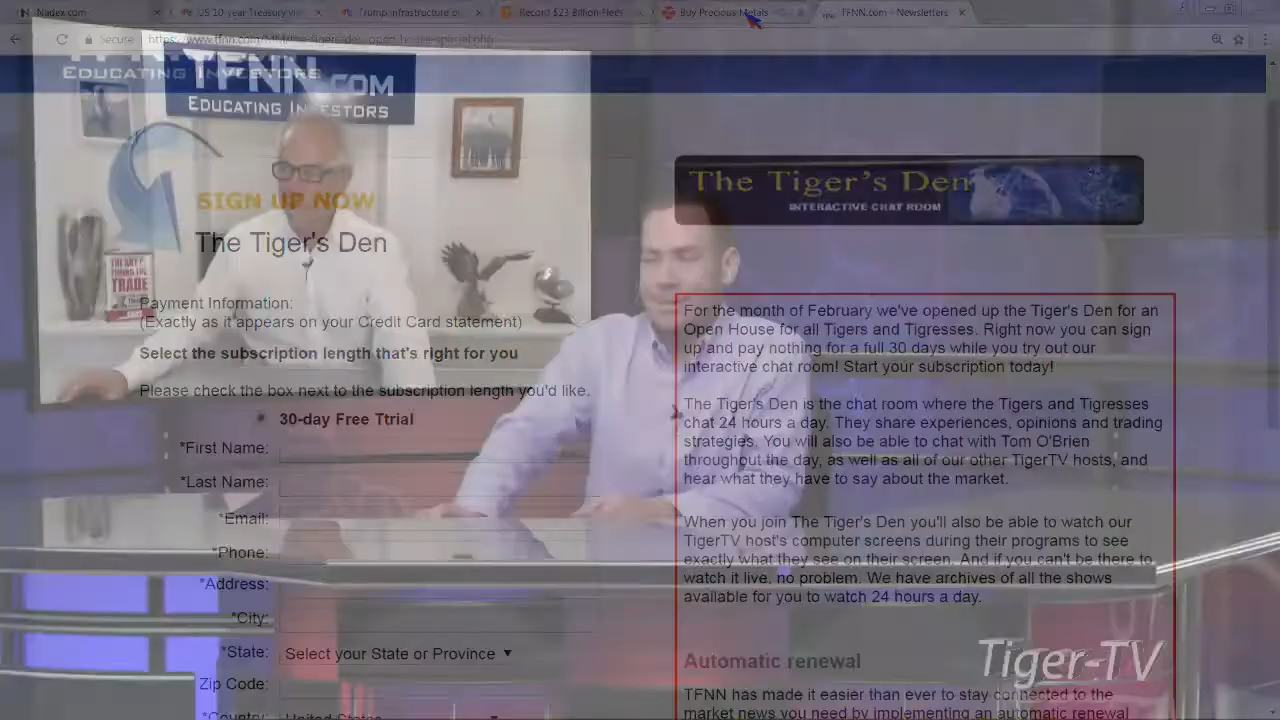 Nadex.com
US 10-year Treasury
Trump infrastructure
Record $23 Billion Flees
Buy Precious Metals
TFNN.com - Newsletters
Secure
EDUCATING INVESTORS
TFNN.COM
EDUCATING INVESTORS
SIGN UP NOW
The Tiger's Den
Payment Information:
(Exactly as it appears on your Credit Card statement)
Select the subscription length that's right for you
Please check the box next to the subscription length you'd like.
30-day Free Ttrial
*First Name:
*Last Name:
*Email:
*Phone:
*Address:
*City:
*State: Select your State or Province
Zip Code:
*Country: United States
TRADE
The Tiger's Den
INTERACTIVE CHAT ROOM
For the month of February we've opened up the Tiger's Den for an
Open House for all Tigers and Tigresses. Right now you can sign
up and pay nothing for a full 30 days while you try out our
interactive chat room! Start your subscription today!
The Tiger's Den is the chat room where the Tigers and Tigresses
chat 24 hours a day. They share experiences, opinions and trading
strategies. You will also be able to chat with Tom O'Brien
throughout the day, as well as all of our other TigerTV hosts, and
hear what they have to say about the market.
When you join The Tiger's Den you'll also be able to watch our
TigerTV host's computer screens during their programs to see
exactly what they see on their screen. And if you can't be there to
watch it live, no problem. We have archives of all the shows
available for you to watch 24 hours a day.
Automatic renewal
TFNN has made it easier than ever to stay connected to the
market news you need by implementing an automatic renewal
Tiger-TV